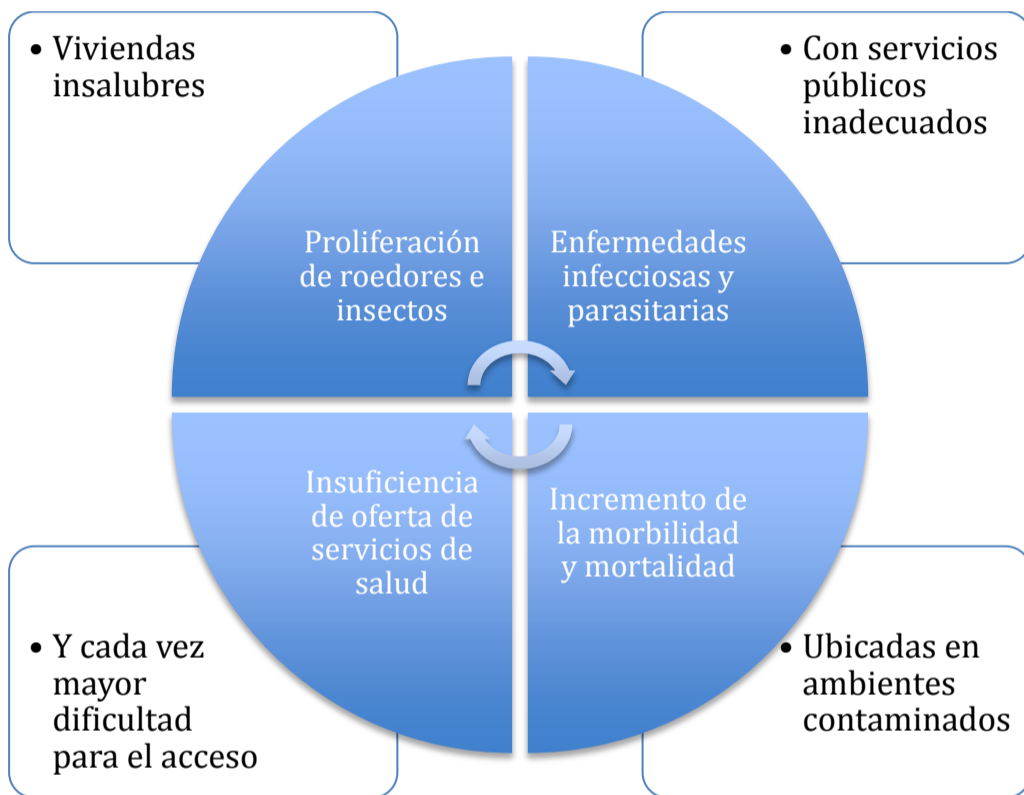 • Viviendas
insalubres
• Con servicios
públicos
inadecuados
Proliferación
de roedores e
insectos
Enfermedades
infecciosas y
parasitarias
Insuficiencia
de oferta de
servicios de
salud
Incremento de
la morbilidad
y mortalidad
• Y cada vez
mayor
dificultad
para el acceso
• Ubicadas en
ambientes
contaminados